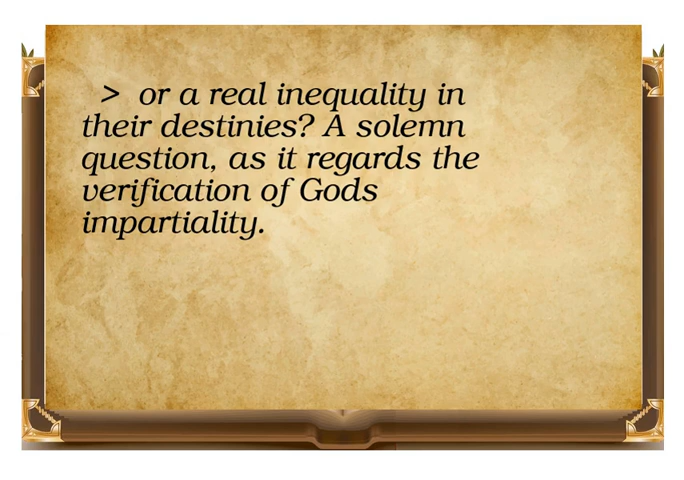 > or a real inequality in
their destinies? A solemn
question, as it regards the
verification of Gods
impartiality.